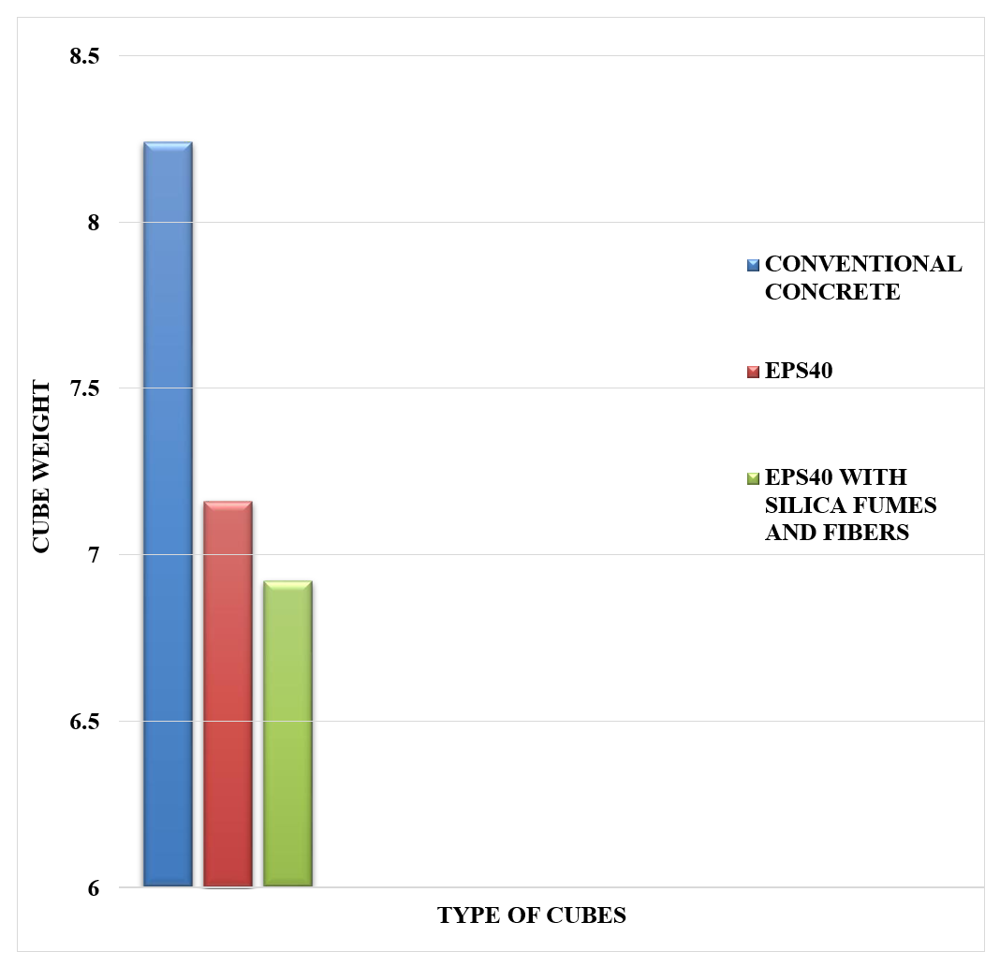 8.5
8
7.5
7
6.5
6
CUBE WEIGHT
TYPE OF CUBES
CONVENTIONAL
CONCRETE
EPS40
EPS40 WITH
SILICA FUMES
AND FIBERS